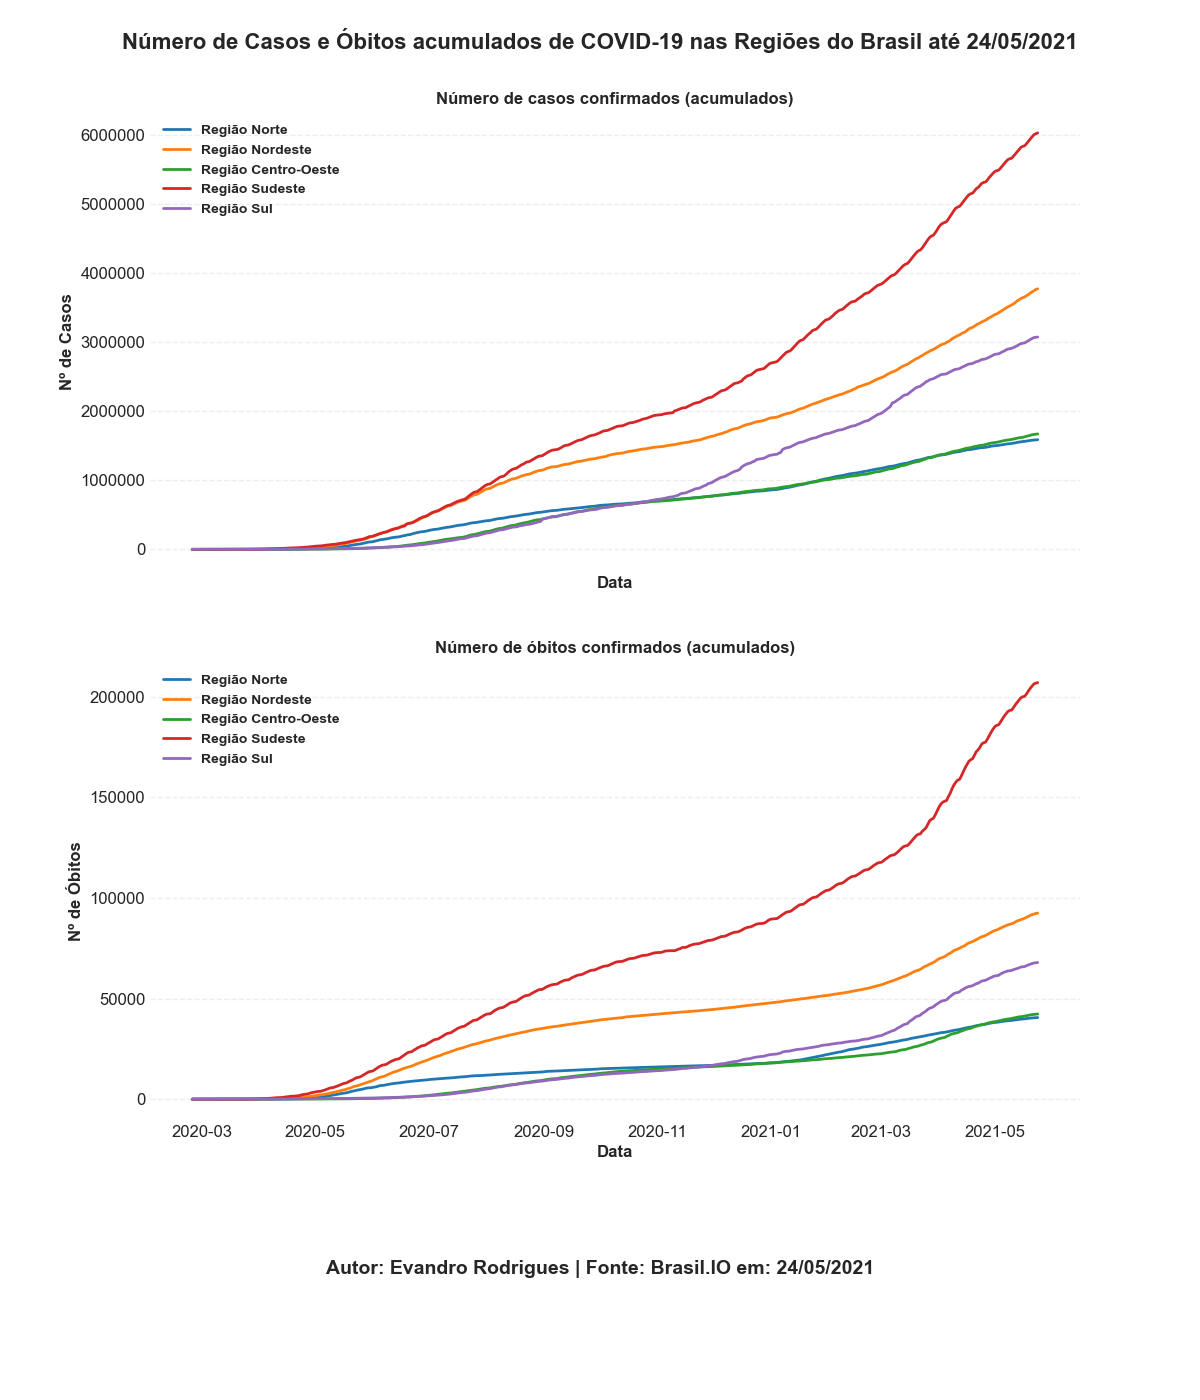 Número de Casos e Óbitos acumulados de COVID-19 nas Regiões do Brasil até 24/05/2021
Número de casos confirmados (acumulados)
Região Norte
Região Nordeste
Região Centro-Oeste
Região Sudeste
Região Sul
6000000
5000000
4000000
3000000
2000000
1000000
0
Nº de Casos
Data
Número de óbitos confirmados (acumulados)
Região Norte
Região Nordeste
Região Centro-Oeste
Região Sudeste
Região Sul
200000
150000
100000
50000
0
Nº de Óbitos
2020-03 2020-05 2020-07 2020-09 2020-11 2021-01 2021-03 2021-05
Data
Autor: Evandro Rodrigues | Fonte: Brasil.IO em: 24/05/2021